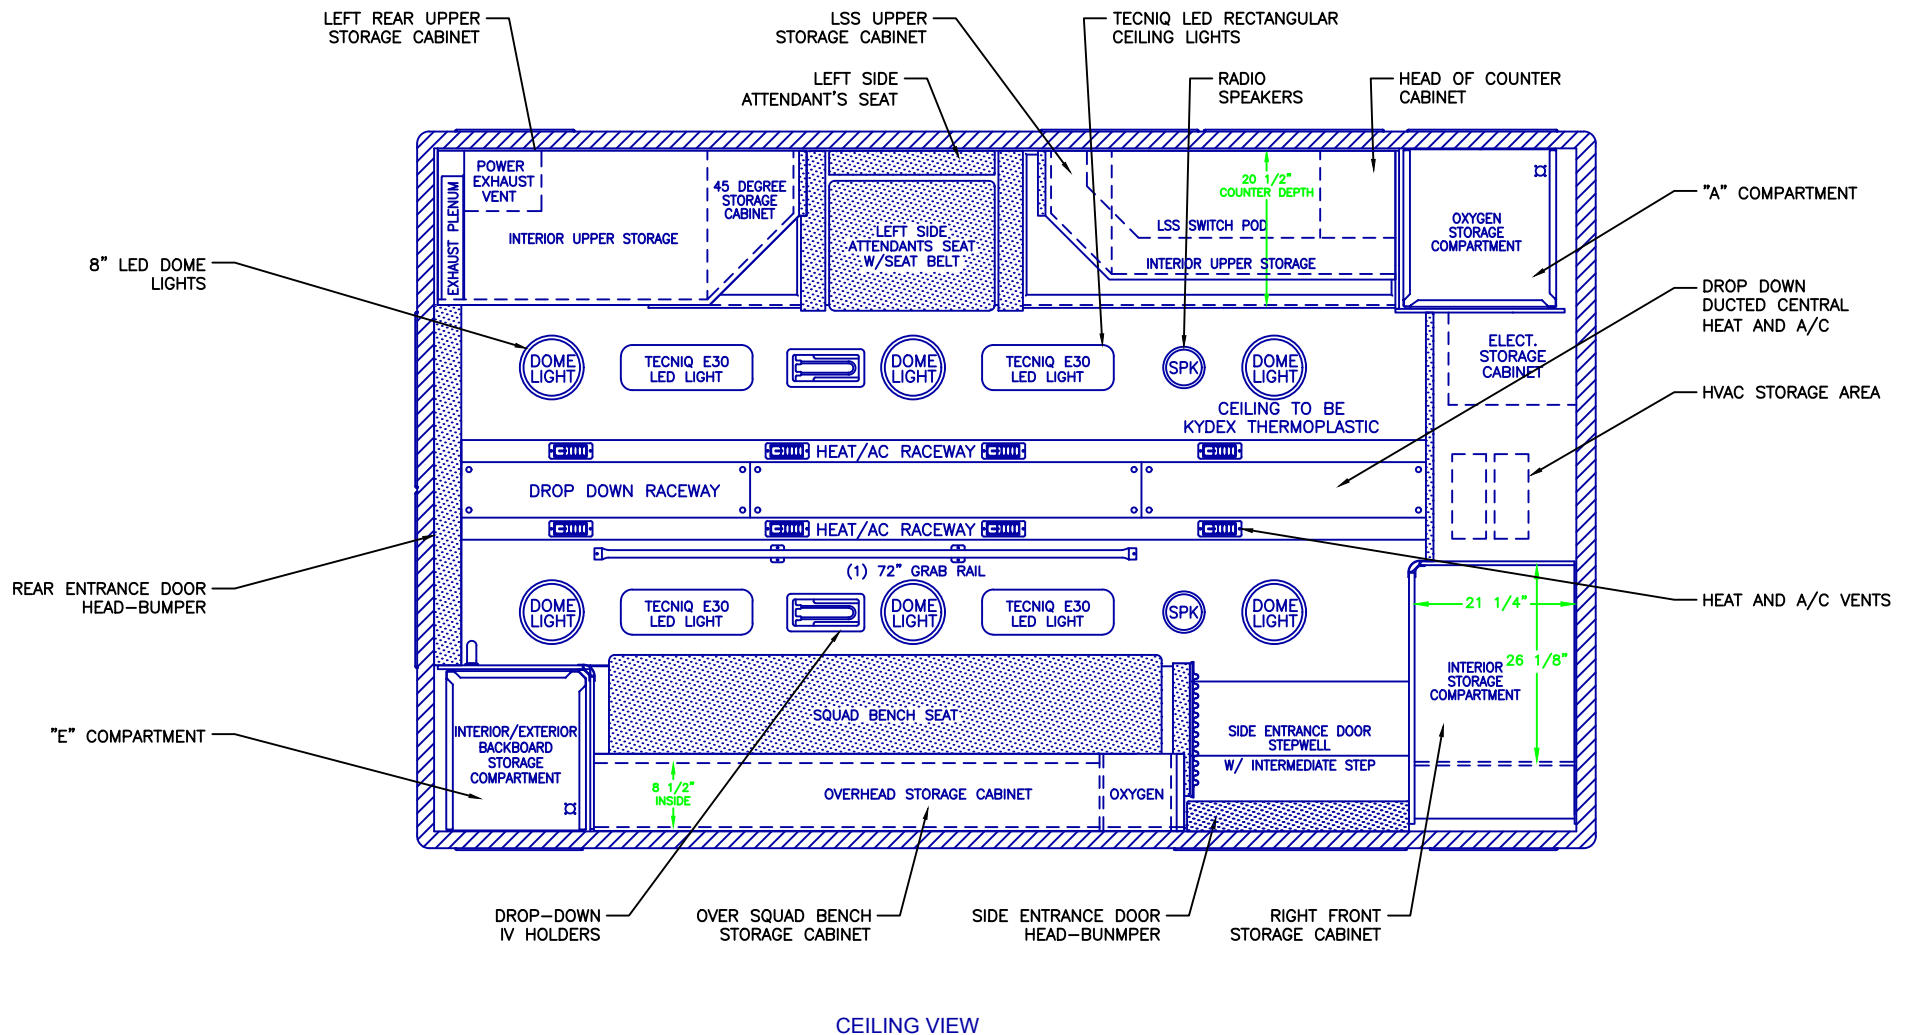 LEFT REAR UPPER
STORAGE CABINET
LSS UPPER
STORAGE CABINET
TECNIQ LED RECTANGULAR
CEILING LIGHTS
LEFT SIDE
ATTENDANT'S SEAT
RADIO
SPEAKERS
HEAD OF COUNTER
CABINET
POWER
EXHAUST
VENT
EXHAUST PLENUM
INTERIOR UPPER STORAGE
45 DEGREE
STORAGE
CABINET
LEFT SIDE
ATTENDANTS SEAT
W/SEAT BELT
20 1/2"
COUNTER DEPTH
LSS SWITCH POD
INTERIOR UPPER STORAGE
OXYGEN
STORAGE
COMPARTMENT
"A" COMPARTMENT
8" LED DOME
LIGHTS
DROP DOWN
DUCTED CENTRAL
HEAT AND A/C
DOME
LIGHT
TECNIQ E30
LED LIGHT
DOME
LIGHT
TECNIQ E30
LED LIGHT
SPK
DOME
LIGHT
ELECT.
STORAGE
CABINET
CEILING TO BE
KYDEX THERMOPLASTIC
HVAC STORAGE AREA
HEAT/AC RACEWAY
DROP DOWN RACEWAY
HEAT/AC RACEWAY
(1) 72" GRAB RAIL
REAR ENTRANCE DOOR
HEAD-BUMPER
DOME
LIGHT
TECNIQ E30
LED LIGHT
DOME
LIGHT
TECNIQ E30
LED LIGHT
SPK
DOME
LIGHT
21 1/4"
HEAT AND A/C VENTS
26 1/8"
INTERIOR
STORAGE
COMPARTMENT
"E" COMPARTMENT
INTERIOR/EXTERIOR
BACKBOARD
STORAGE
COMPARTMENT
SQUAD BENCH SEAT
SIDE ENTRANCE DOOR
STEPWELL
W/ INTERMEDIATE STEP
8 1/2"
INSIDE
OVERHEAD STORAGE CABINET
OXYGEN
DROP-DOWN
IV HOLDERS
OVER SQUAD BENCH
STORAGE CABINET
SIDE ENTRANCE DOOR
HEAD-BUNMPER
RIGHT FRONT
STORAGE CABINET
CEILING VIEW